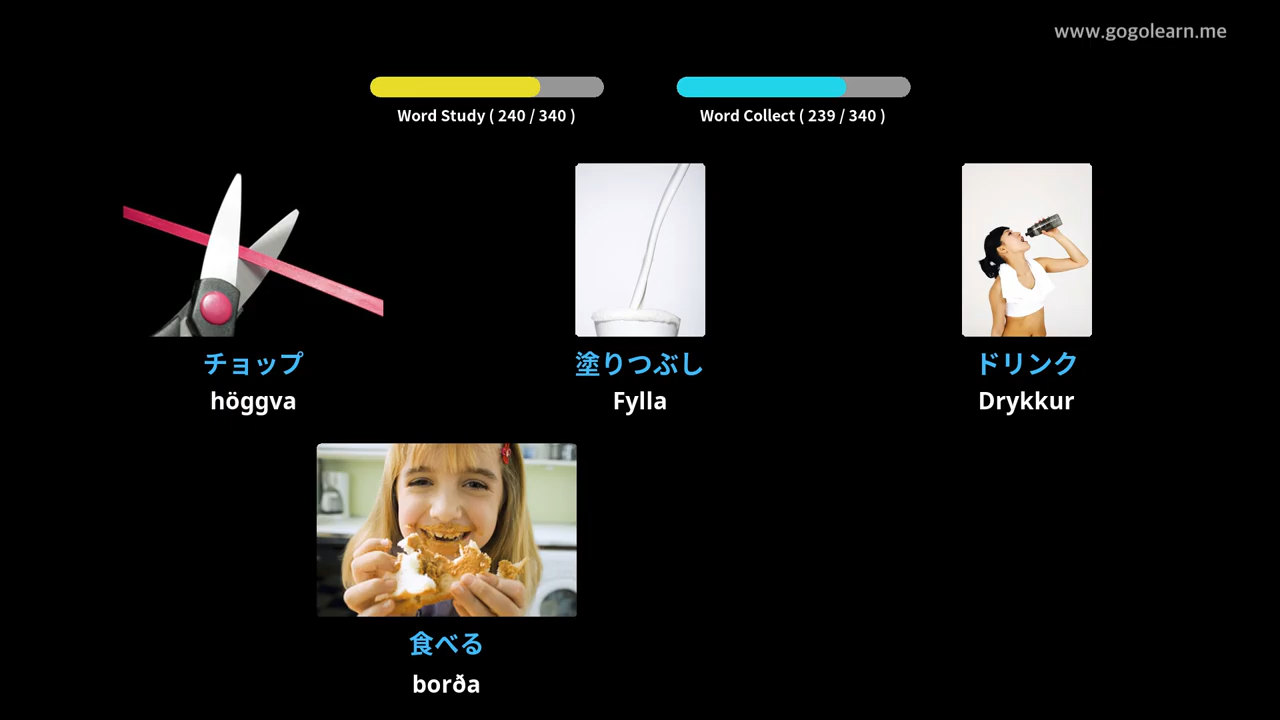 www.gogolearn.me
Word Study ( 240 / 340 )
Word Collect ( 239 / 340 )
チョップ
höggva
塗りつぶし
Fylla
ドリンク
Drykkur
食べる
borða